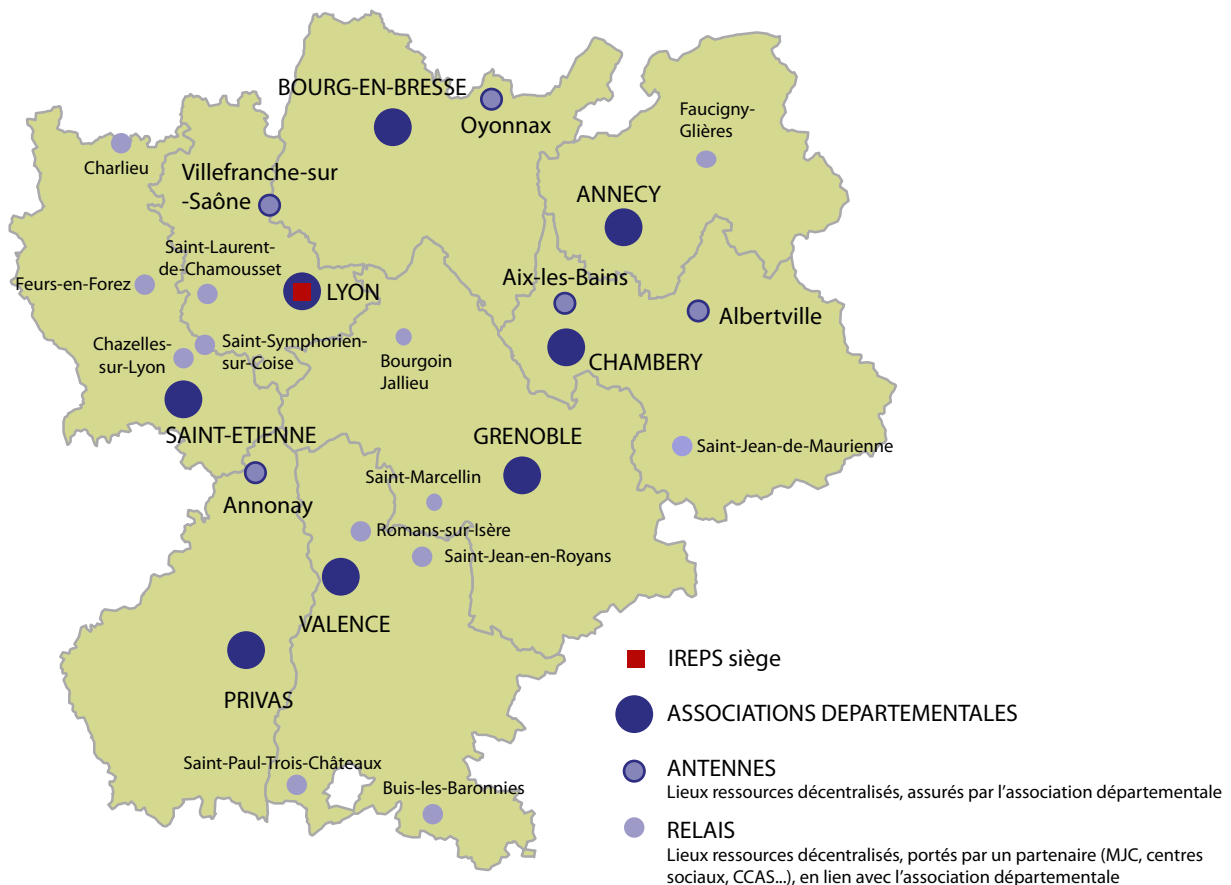 BOURG-EN-BRESSE
Oyonnax
Faucigny-
Glières
Charlieu
Villefranche-sur
-Saône
ANNECY
Saint-Laurent-
de-Chamousset
Feurs-en-Forez
LYON
Aix-les-Bains
Albertville
Chazelles-
sur-Lyon
Saint-Symphorien-
sur-Coise
Bourgoin
Jallieu
CHAMBERY
SAINT-ETIENNE
GRENOBLE
Saint-Jean-de-Maurienne
Saint-Marcellin
Annonay
Romans-sur-Isère
Saint-Jean-en-Royans
VALENCE
PRIVAS
Saint-Paul-Trois-Châteaux
Buis-les-Baronnies
IREPS siège
ASSOCIATIONS DEPARTEMENTALES
ANTENNES
Lieux ressources décentralisés, assurés par l'association départementale
RELAIS
Lieux ressources décentralisés, portés par un partenaire (MJC, centres
sociaux, CCAS...), en lien avec l'association départementale